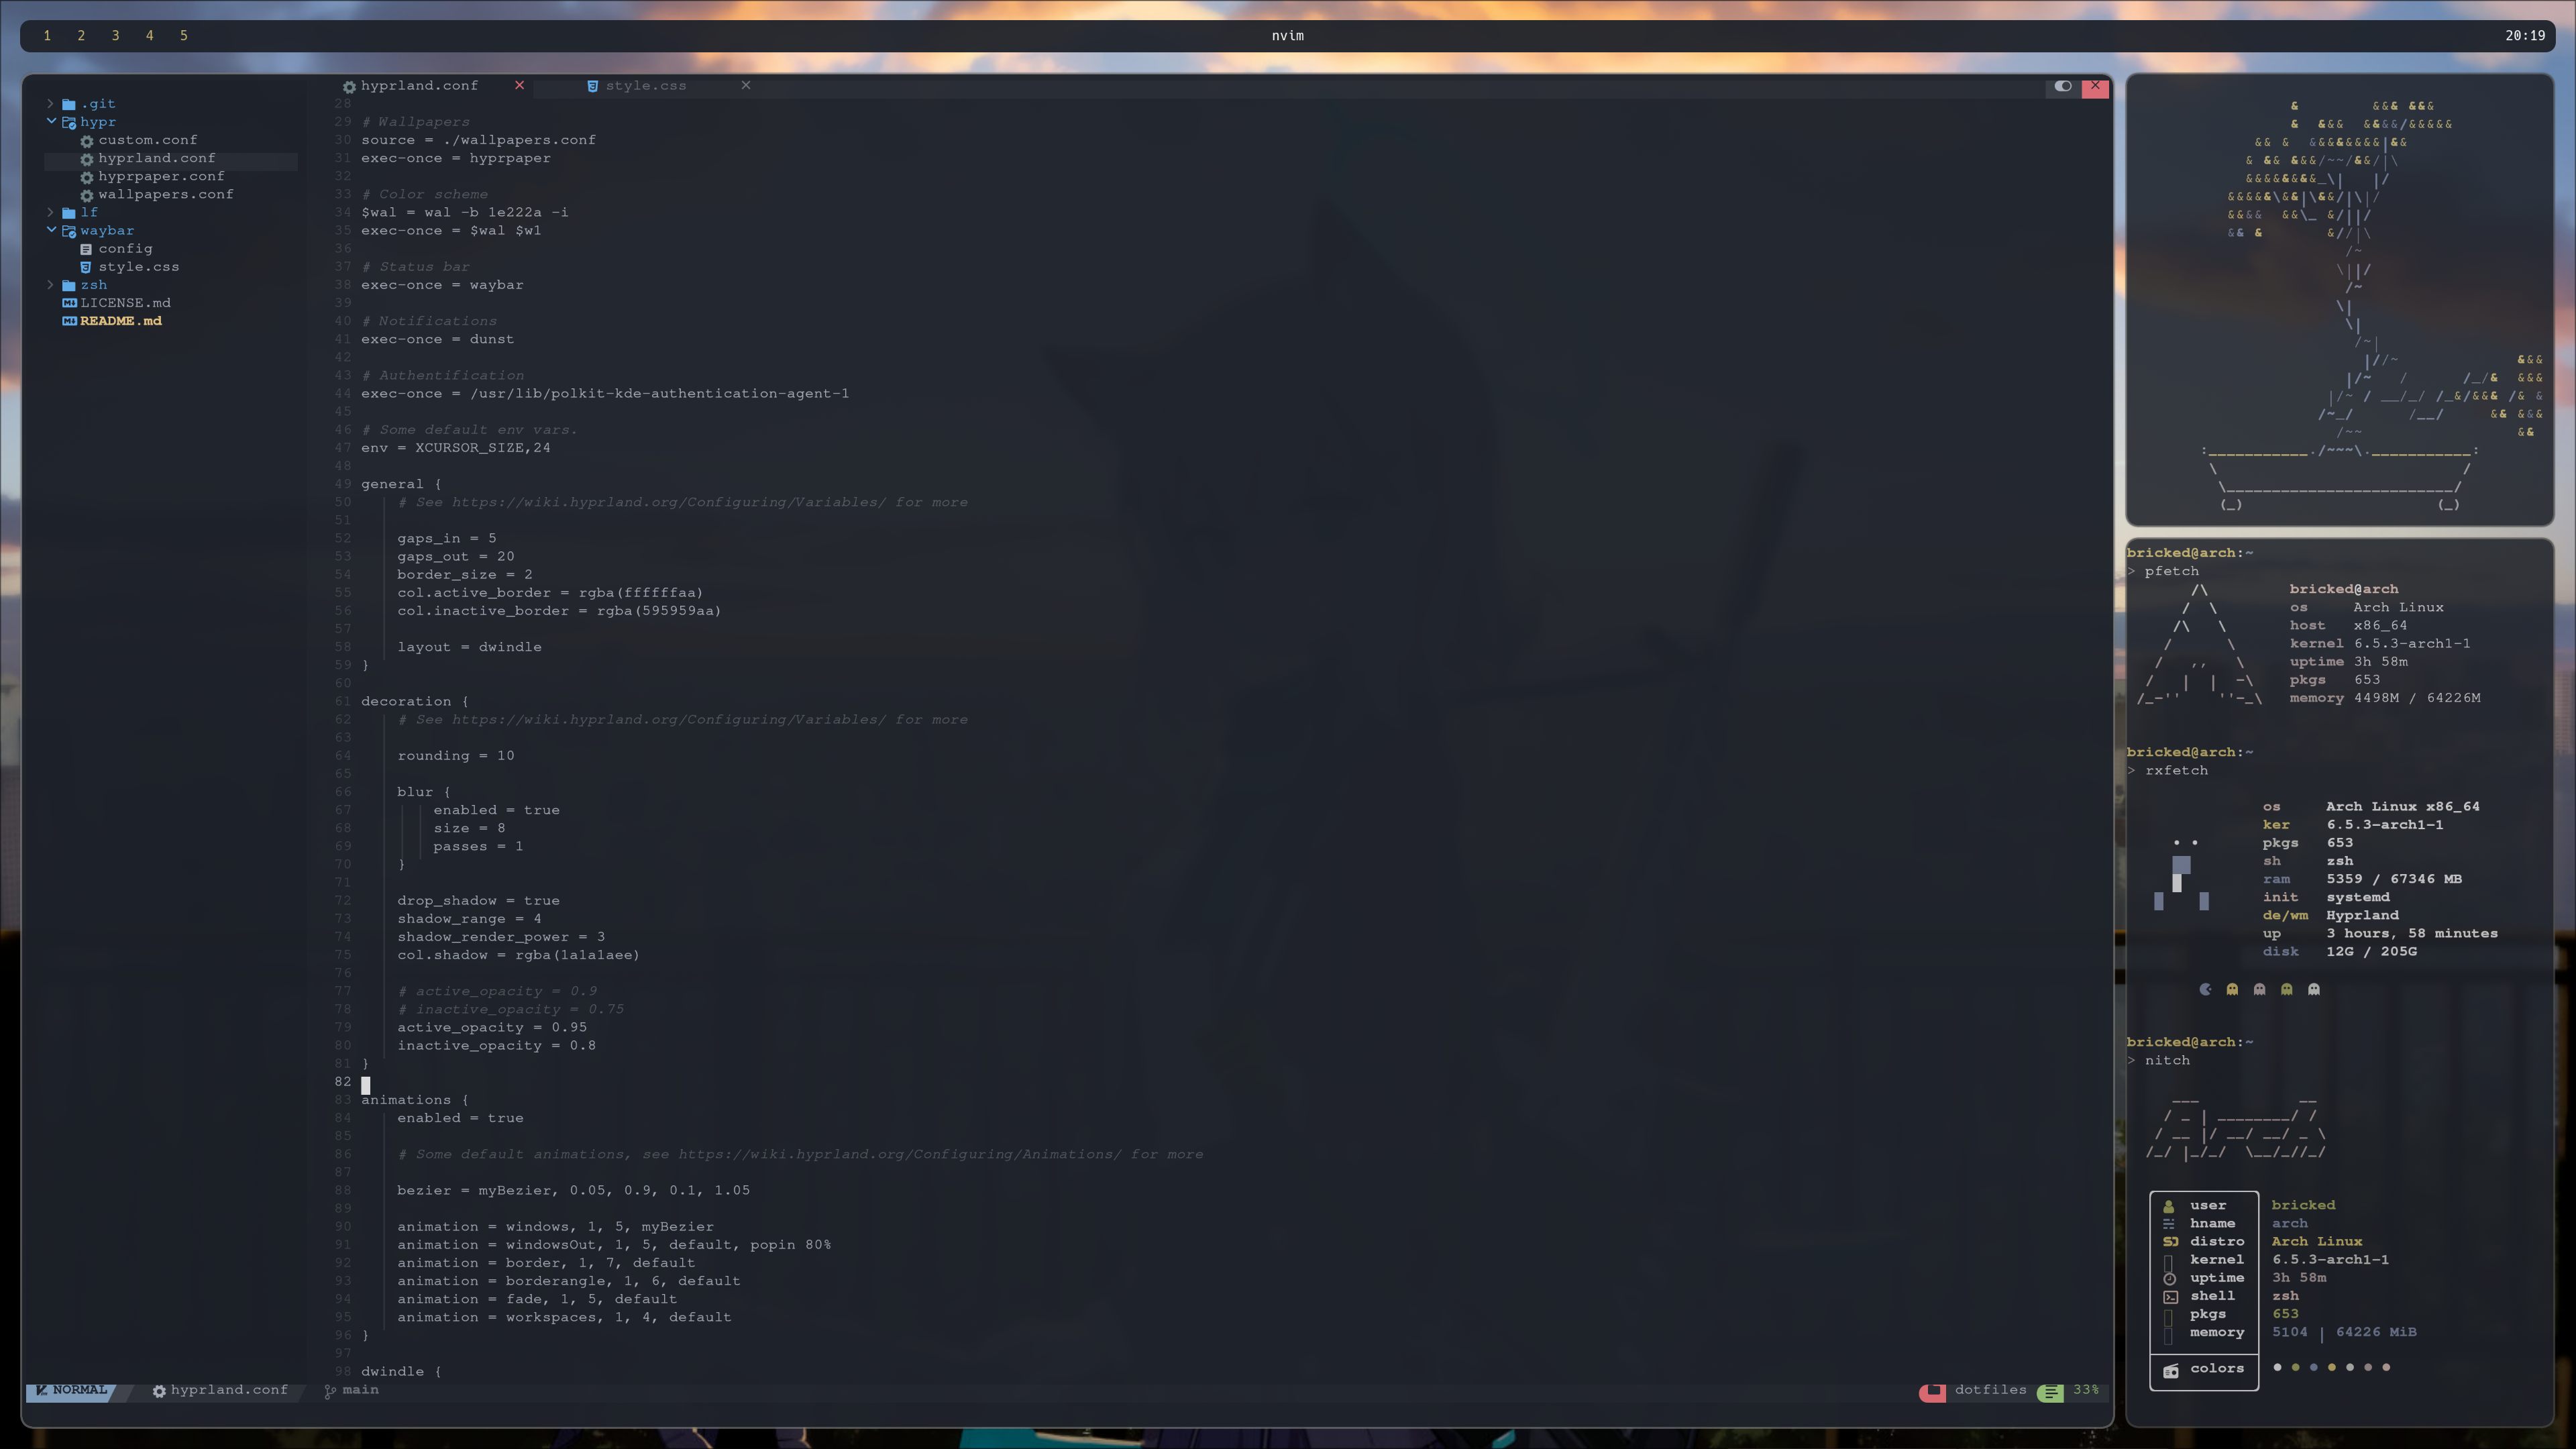 1 2 3 4 5
nvim
20:19
hyprland.conf
style.css
.git
hypr
custom.conf
hyprland.conf
hyprpaper.conf
wallpapers.conf
lf
waybar
config
style.css
zsh
LICENSE.md
README.md
28
29 # Wallpapers
30 source = ./wallpapers.conf
31 exec-once = hyprpaper
32
33 # Color scheme
34 $wal = wal -b 1e222a -i
35 exec-once = $wal $w1
36
37 # Status bar
38 exec-once = waybar
39
40 # Notifications
41 exec-once = dunst
42
43 # Authentification
44 exec-once = /usr/lib/polkit-kde-authentication-agent-1
45
46 # Some default env vars.
47 env = XCURSOR_SIZE,24
48
49 general {
50 # See https://wiki.hyprland.org/Configuring/Variables/ for more
51
52 gaps_in = 5
53 gaps_out = 20
54 border_size = 2
55 col.active_border = rgba(ffffffaa)
56 col.inactive_border = rgba(595959aa)
57
58 layout = dwindle
59 }
60
61 decoration {
62 # See https://wiki.hyprland.org/Configuring/Variables/ for more
63
64 rounding = 10
65
66 blur {
67 enabled = true
68 size = 8
69 passes = 1
70 }
71
72 drop_shadow = true
73 shadow_range = 4
74 shadow_render_power = 3
75 col.shadow = rgba(1a1a1aee)
76
77 # active_opacity = 0.9
78 # inactive_opacity = 0.75
79 active_opacity = 0.95
80 inactive_opacity = 0.8
81 }
82
83 animations {
84 enabled = true
85
86 # Some default animations, see https://wiki.hyprland.org/Configuring/Animations/ for more
87
88 bezier = myBezier, 0.05, 0.9, 0.1, 1.05
89
90 animation = windows, 1, 5, myBezier
91 animation = windowsOut, 1, 5, default, popin 80%
92 animation = border, 1, 7, default
93 animation = borderangle, 1, 6, default
94 animation = fade, 1, 5, default
95 animation = workspaces, 1, 4, default
96 }
97
98 dwindle {
NORMAL hyprland.conf main
dotfiles 33%
bricked@arch:~
> pfetch
bricked@arch
os Arch Linux
host x86_64
kernel 6.5.3-arch1-1
uptime 3h 58m
pkgs 653
memory 4498M / 64226M
bricked@arch:~
> rxfetch
os Arch Linux x86_64
ker 6.5.3-arch1-1
pkgs 653
sh zsh
ram 5359 / 67346 MB
init systemd
de/wm Hyprland
up 3 hours, 58 minutes
disk 12G / 205G
bricked@arch:~
> nitch
user bricked
hname arch
distro Arch Linux
kernel 6.5.3-arch1-1
uptime 3h 58m
shell zsh
pkgs 653
memory 5104 | 64226 MiB
colors